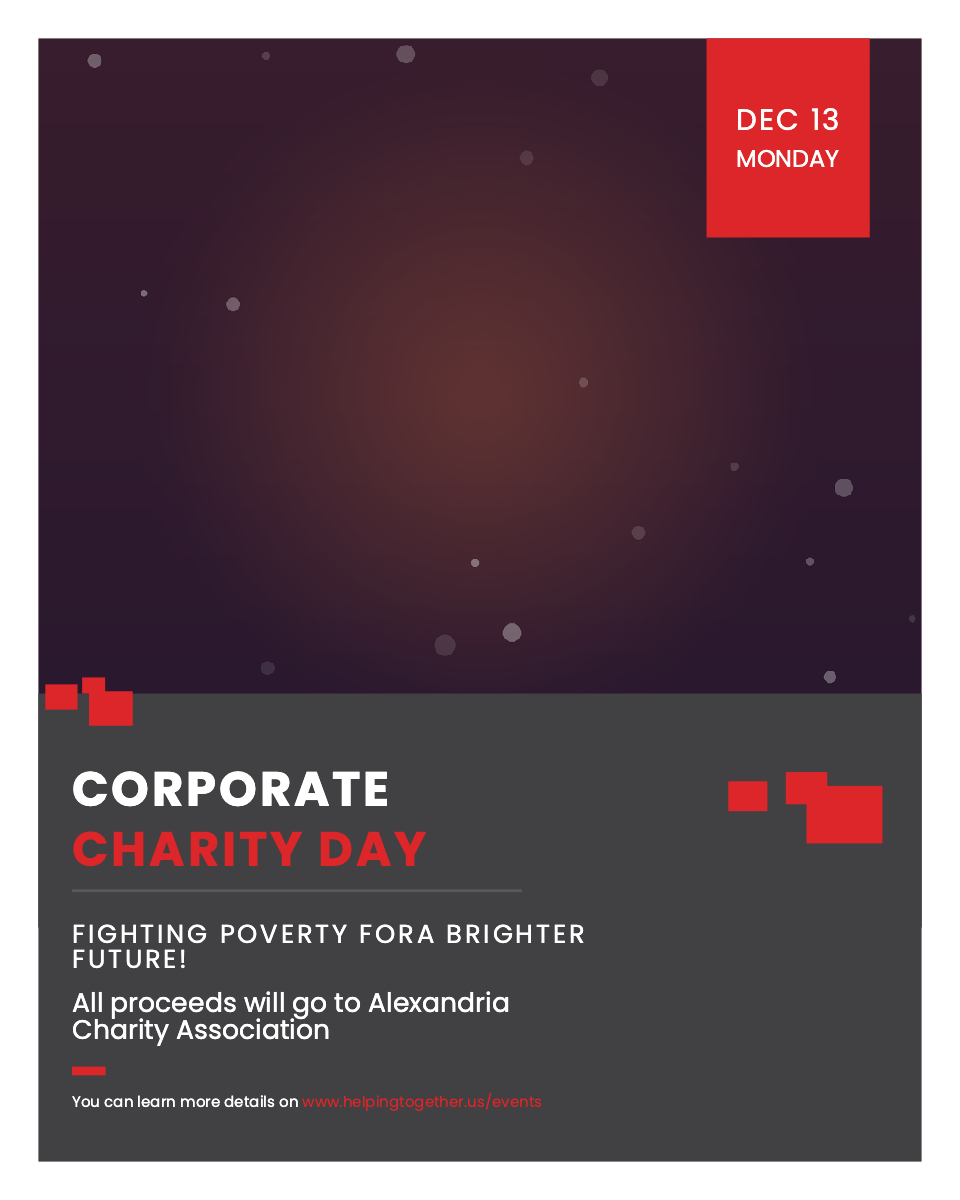 DEC 13
MONDAY
CORPORATE
CHARITY DAY
FIGHTING POVERTY FORA BRIGHTER
FUTURE!
All proceeds will go to Alexandria
Charity Association
You can learn more details on www.helpingtogether.us/events